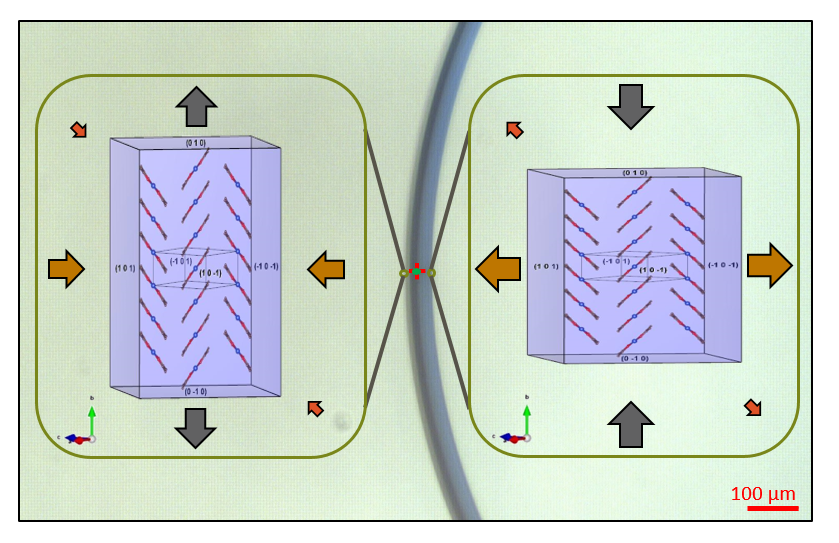 (0 1 0)
(1 0 1)
(-1 0 1)
(1 0 -1)
(-1 0 -1)
(0 -1 0)
b
c
(0 1 0)
(1 0 1)
(-1 0 1)
(1 0 -1)
(-1 0 -1)
(0 -1 0)
b
c
100 µm